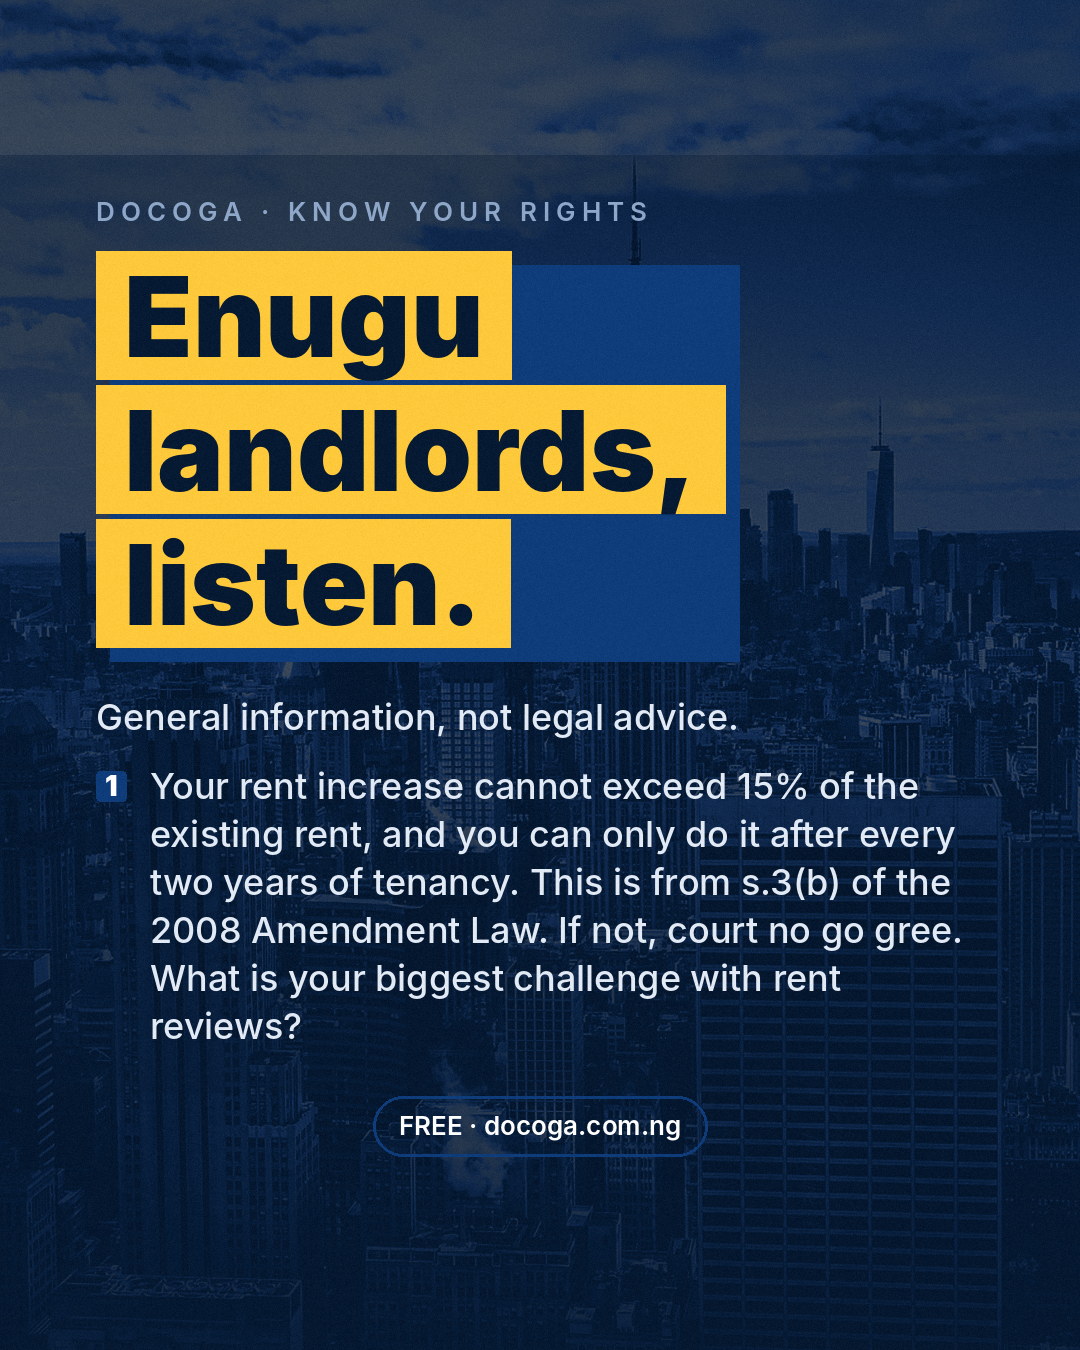 DOCOGA · KNOW YOUR RIGHTS
Enugu
landlords,
listen.
General information, not legal advice.
1 Your rent increase cannot exceed 15% of the
existing rent, and you can only do it after every
two years of tenancy. This is from s.3(b) of the
2008 Amendment Law. If not, court no go gree.
What is your biggest challenge with rent
reviews?
FREE · docoga.com.ng